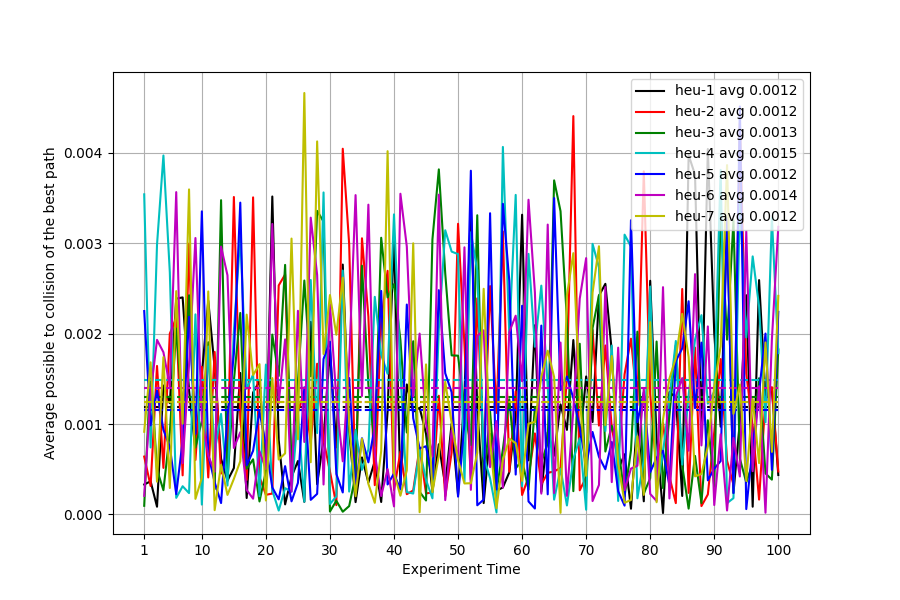 heu-1 avg 0.0012
heu-2 avg 0.0012
heu-3 avg 0.0013
heu-4 avg 0.0015
heu-5 avg 0.0012
heu-6 avg 0.0014
heu-7 avg 0.0012
Average possible to collision of the best path
0.004
0.003
0.002
0.001
0.000
1 10 20 30 40 50 60 70 80 90 100
Experiment Time